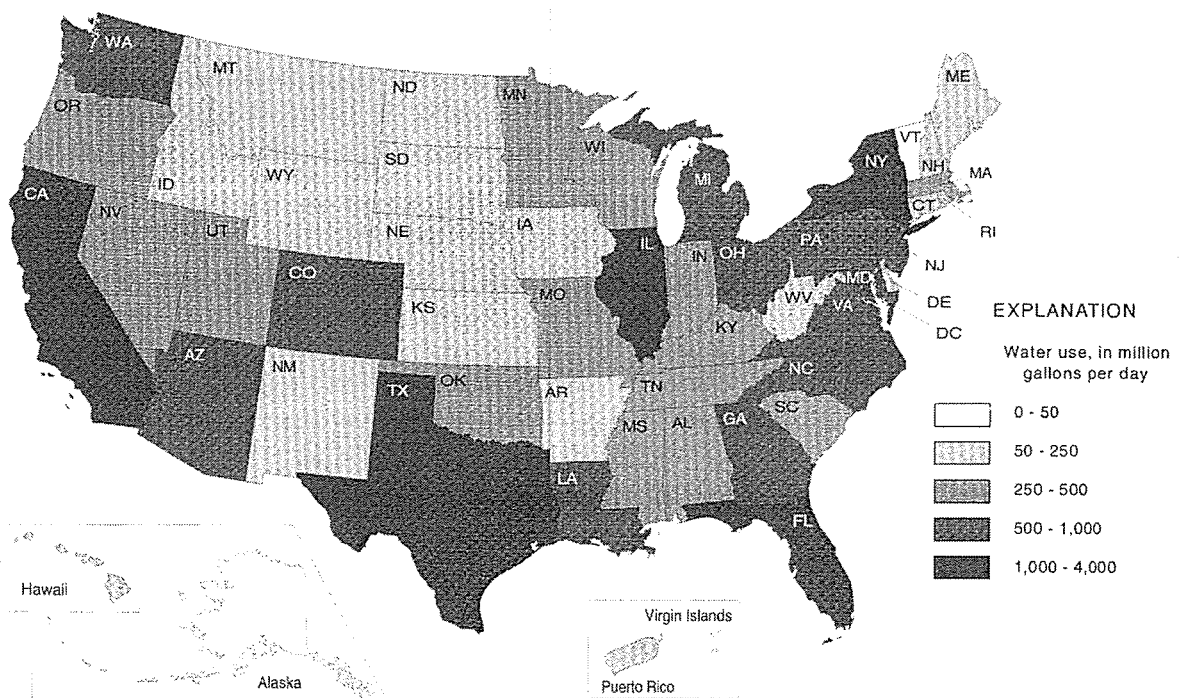 WA
MT
ND
MN
ME
OR
VT
SD
WI
NY
NH
MA
ID
WY
MI
CA
CT
NV
NE
IA
RI
UT
IL
IN
OH
PA
NJ
CO
MO
WV
MD
DE
KS
VA
DC
KY
AZ
NC
NM
OK
TN
TX
AR
SC
MS
AL
GA
LA
FL
EXPLANATION
Water use, in million
gallons per day
0 - 50
50 - 250
250 - 500
500 - 1,000
1,000 - 4,000
Hawaii
Alaska
Virgin Islands
Puerto Rico